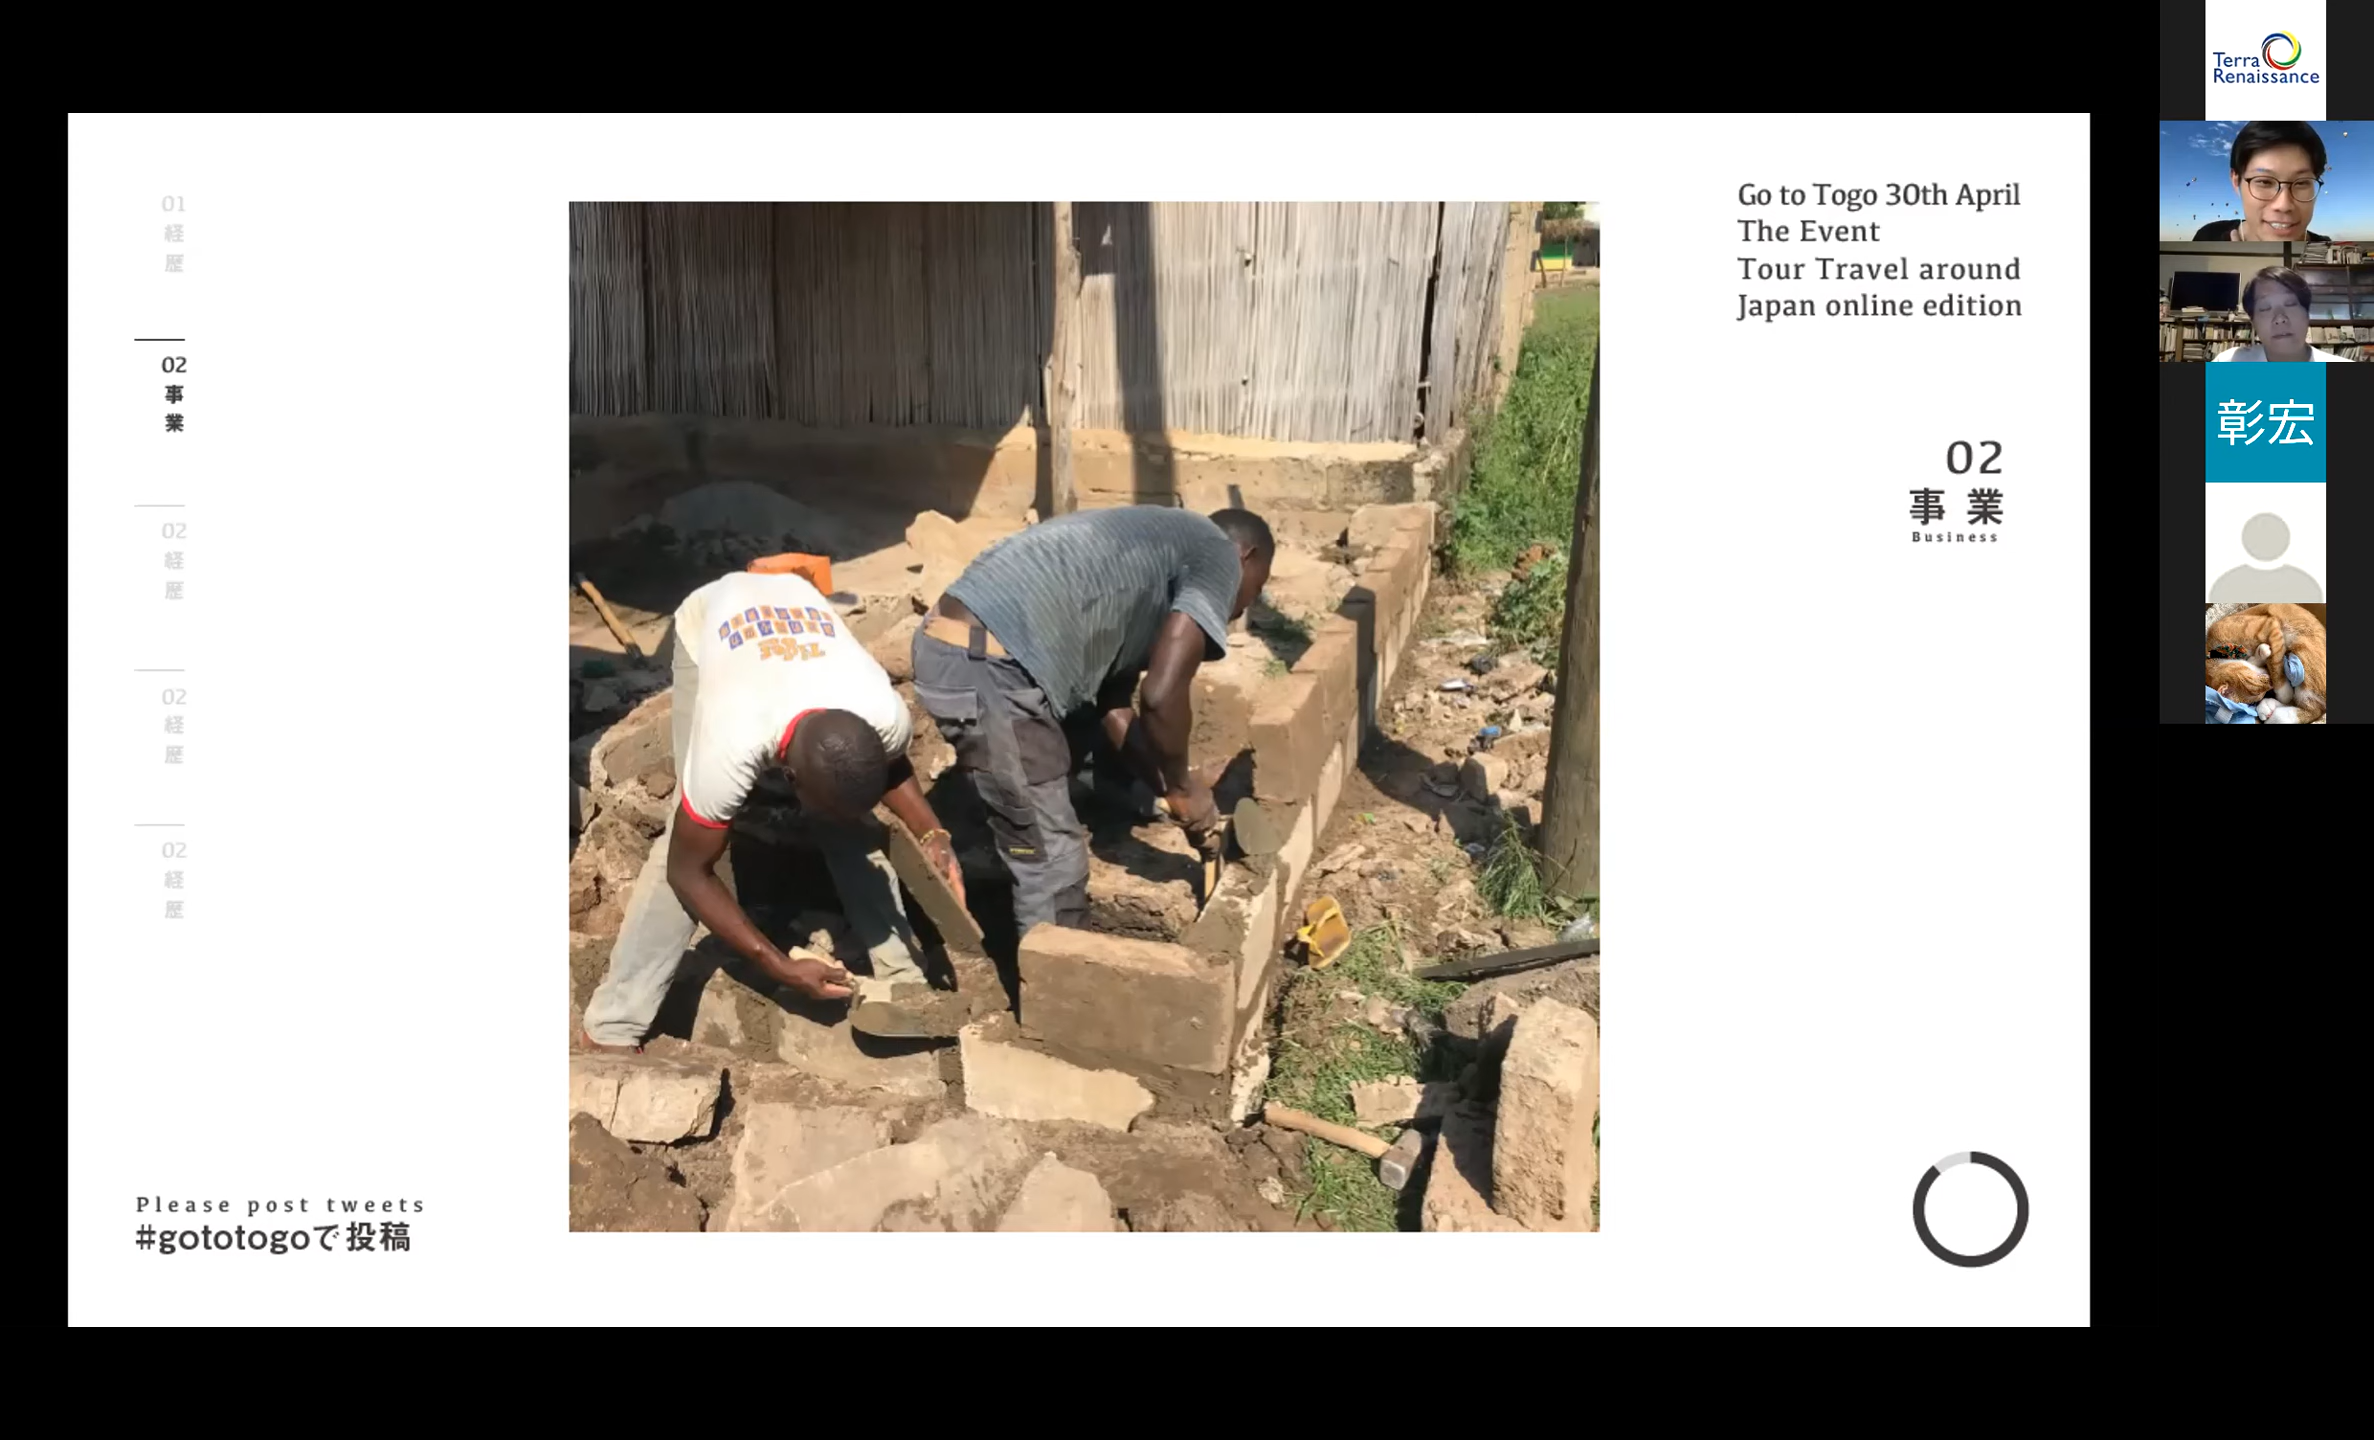 01
経
歴
02
事
業
02
経
歴
02
経
歴
02
経
歴
Please post tweets
#gototogoで投稿
Go to Togo 30th April
The Event
Tour Travel around
Japan online edition
02
事業
Business
Terra
Renaissance
彰宏